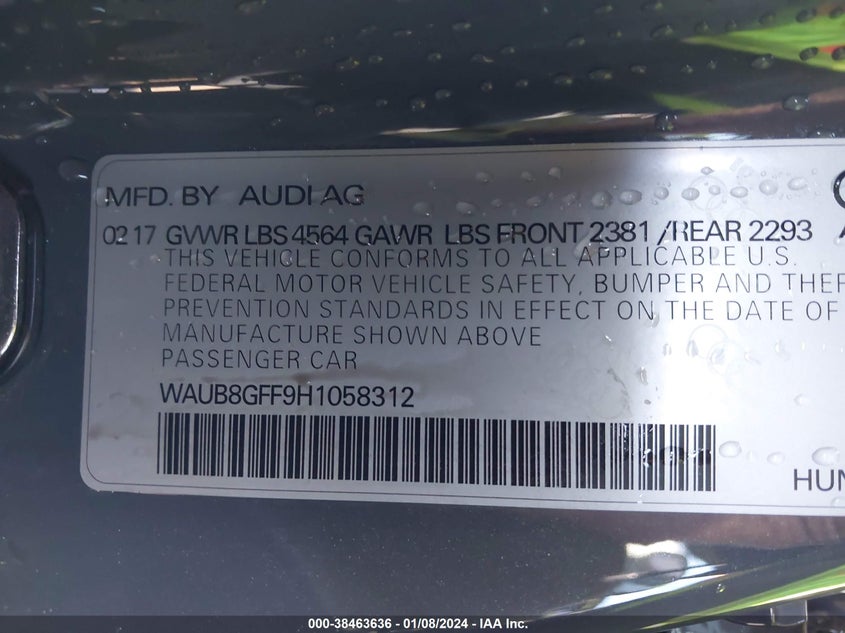 MFD. BY AUDI AG
02 17 GVWR LBS 4564 GAWR LBS FRONT 2381 /REAR 2293
THIS VEHICLE CONFORMS TO ALL APPLICABLE U.S.
FEDERAL MOTOR VEHICLE SAFETY, BUMPER AND THEF
PREVENTION STANDARDS IN EFFECT ON THE DATE OF
MANUFACTURE SHOWN ABOVE
PASSENGER CAR
WAUB8GFF9H1058312
HUN
000-38463636 - 01/08/2024 - IAA Inc.